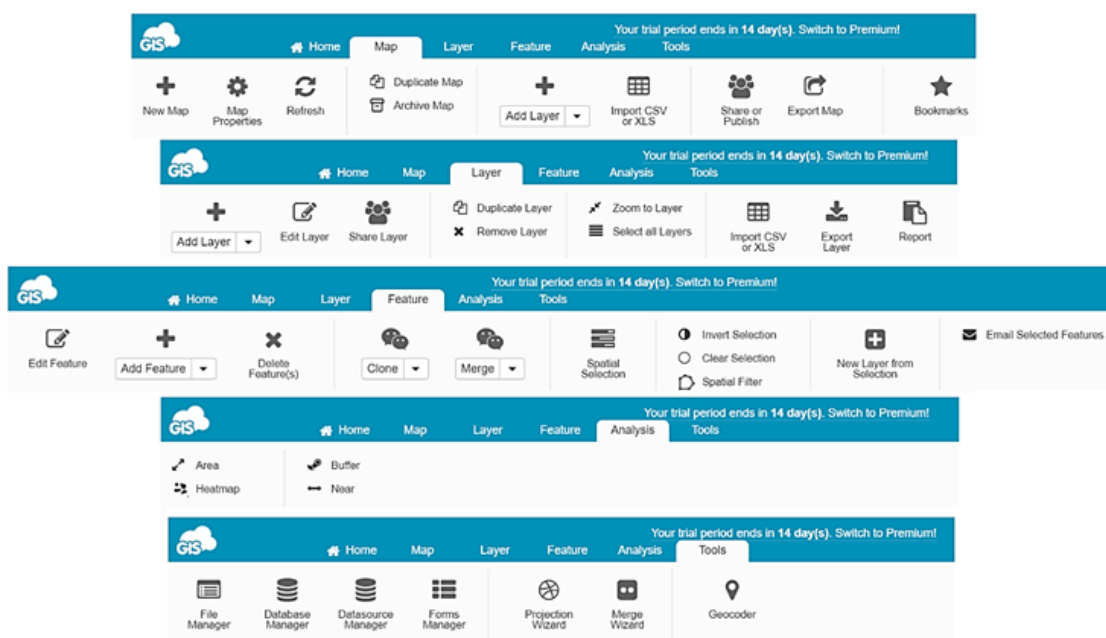 Your trial period ends in 14 day(s). Switch to Premium!
GIS Home Map Layer Feature Analysis Tools
New Map Map Properties Refresh Duplicate Map Archive Map Add Layer Import CSV or XLS Share or Publish Export Map Bookmarks
Your trial period ends in 14 day(s). Switch to Premium!
GIS Home Map Layer Feature Analysis Tools
Add Layer Edit Layer Share Layer Duplicate Layer Remove Layer Zoom to Layer Select all Layers Import CSV or XLS Export Layer Report
Your trial period ends in 14 day(s). Switch to Premium!
GIS Home Map Layer Feature Analysis Tools
Edit Feature Add Feature Delete Feature(s) Clone Merge Spatial Selection Invert Selection Clear Selection Spatial Filter New Layer from Selection Email Selected Features
Your trial period ends in 14 day(s). Switch to Premium!
GIS Home Map Layer Feature Analysis Tools
Area Buffer
Heatmap Near
Your trial period ends in 14 day(s). Switch to Premium!
GIS Home Map Layer Feature Analysis Tools
File Manager Database Manager Datasource Manager Forms Manager Projection Wizard Merge Wizard Geocoder